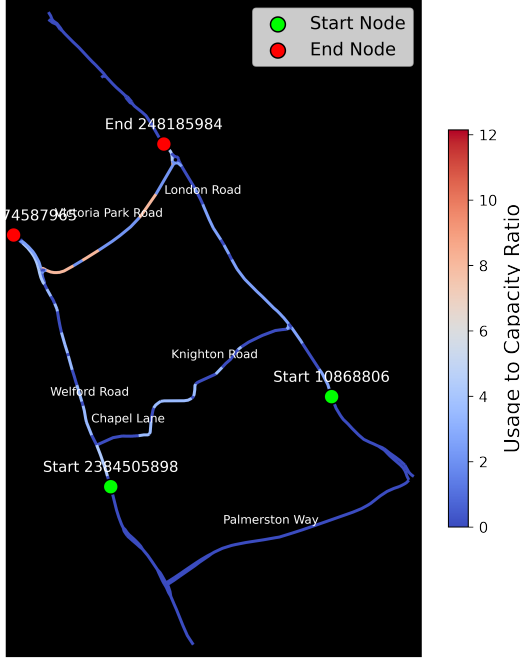 Start Node
End Node
End 248185984
London Road
74587965
Victoria Park Road
Knighton Road
Start 10868806
Welford Road
Chapel Lane
Start 2384505898
Palmerston Way
12
10
8
6
4
2
0
Usage to Capacity Ratio